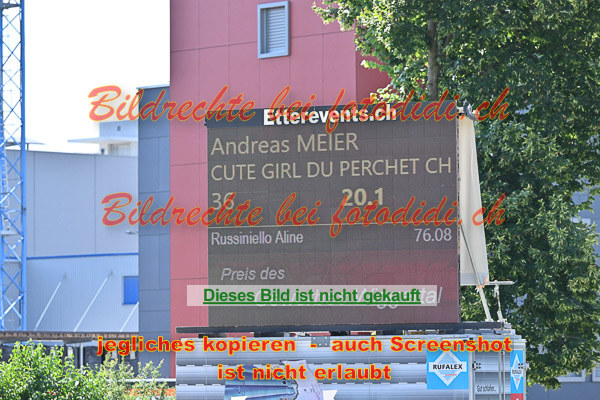 Bildrechte bei fotodidi.ch
Etterevents.ch
Andreas MEIER
CUTE GIRL DU PERCHET CH
36 20.1
Bildrechte bei fotodidi.ch
Russiniello Aline 76.08
Preis des
Dieses Bild ist nicht gekauft
jegliches kopieren - auch Screenshot
ist nicht erlaubt
RUFALEX